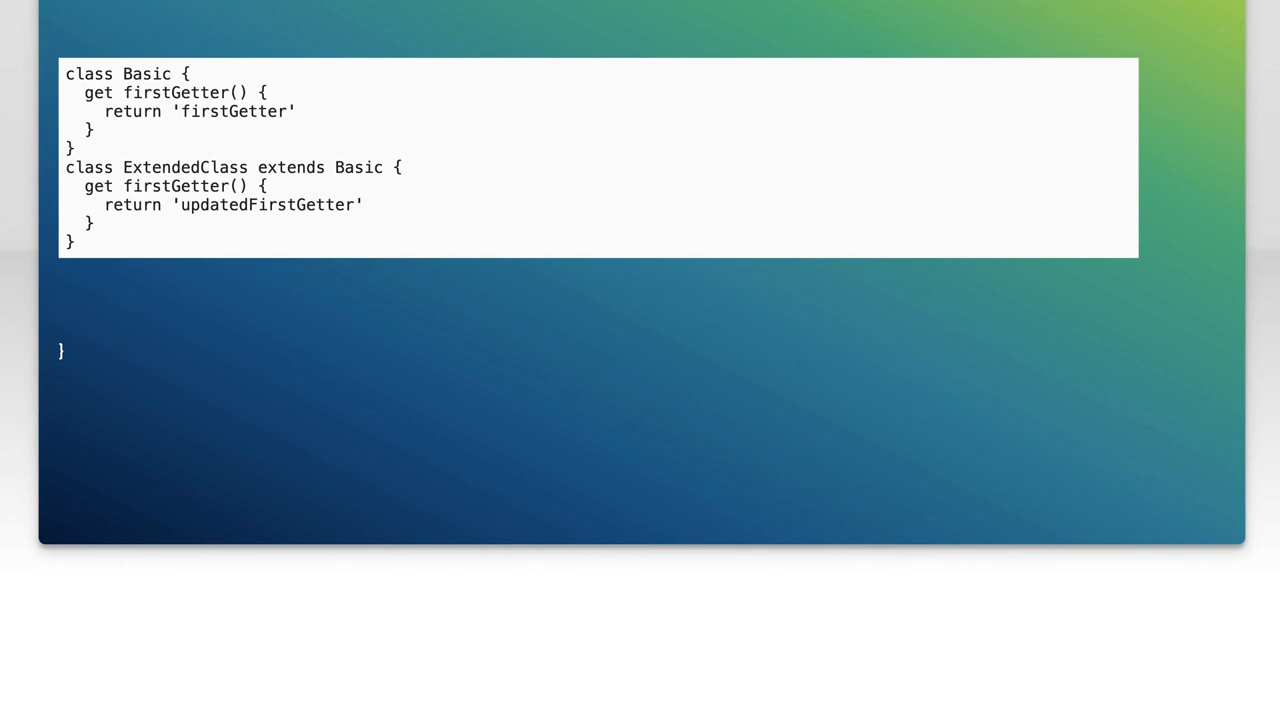 class Basic {
  get firstGetter() {
    return 'firstGetter'
  }
}
class ExtendedClass extends Basic {
  get firstGetter() {
    return 'updatedFirstGetter'
  }
}
}